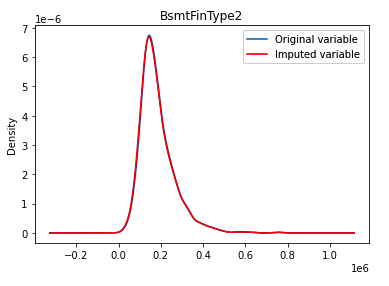 BsmtFinType2
1e−6
Original variable
Imputed variable
7
6
5
4
3
2
1
0
Density
−0.2
0.0
0.2
0.4
0.6
0.8
1.0
1e6